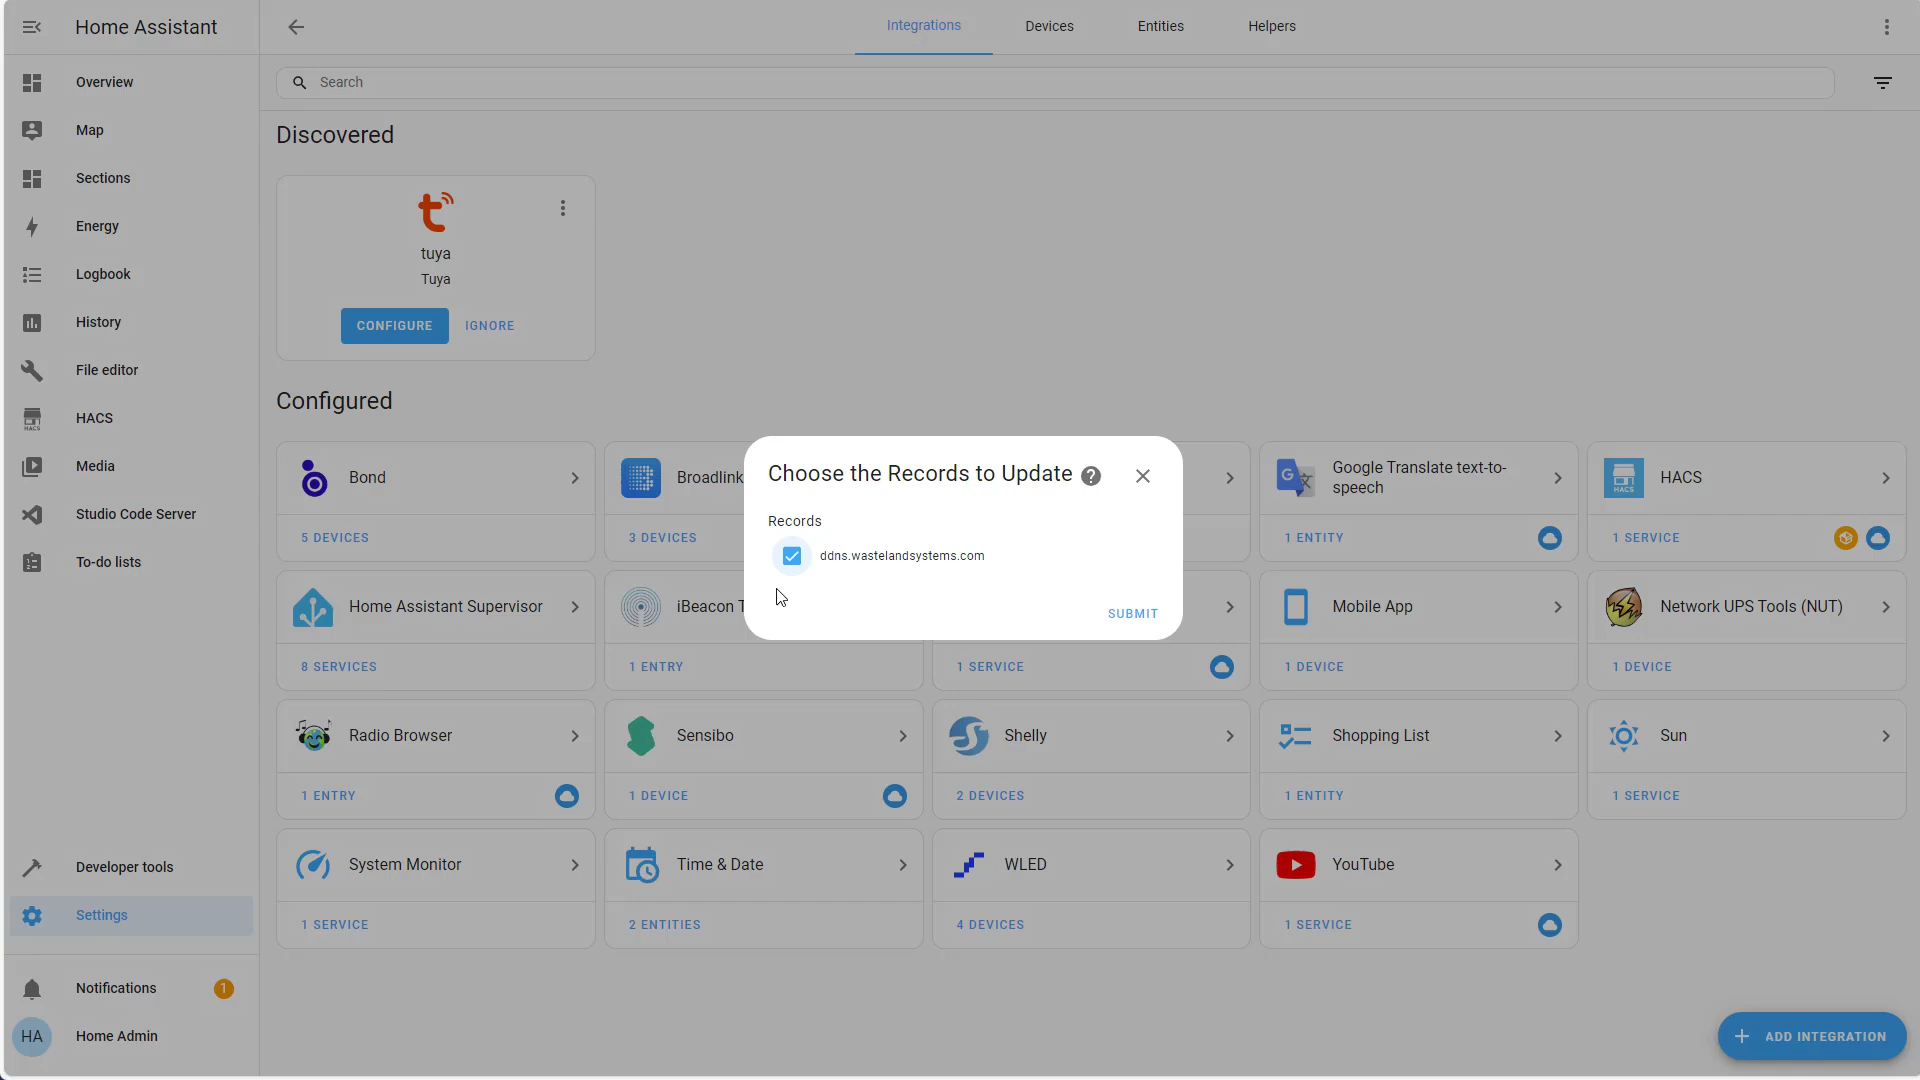 Home Assistant
Integrations
Devices
Entities
Helpers
Overview
Map
Sections
Energy
Logbook
History
File editor
HACS
Media
Studio Code Server
To-do lists
Developer tools
Settings
Notifications
1
HA
Home Admin
Search
Discovered
tuya
Tuya
CONFIGURE
IGNORE
Configured
Bond
5 DEVICES
Broadlink
3 DEVICES
Google Translate text-to-
speech
1 ENTITY
HACS
HACS
1 SERVICE
Choose the Records to Update
Records
ddns.wastelandsystems.com
SUBMIT
Home Assistant Supervisor
8 SERVICES
iBeacon T
1 ENTRY
1 SERVICE
Mobile App
1 DEVICE
Network UPS Tools (NUT)
1 DEVICE
Radio Browser
1 ENTRY
Sensibo
1 DEVICE
Shelly
2 DEVICES
Shopping List
1 ENTITY
Sun
1 SERVICE
System Monitor
1 SERVICE
Time & Date
2 ENTITIES
WLED
4 DEVICES
YouTube
1 SERVICE
ADD INTEGRATION